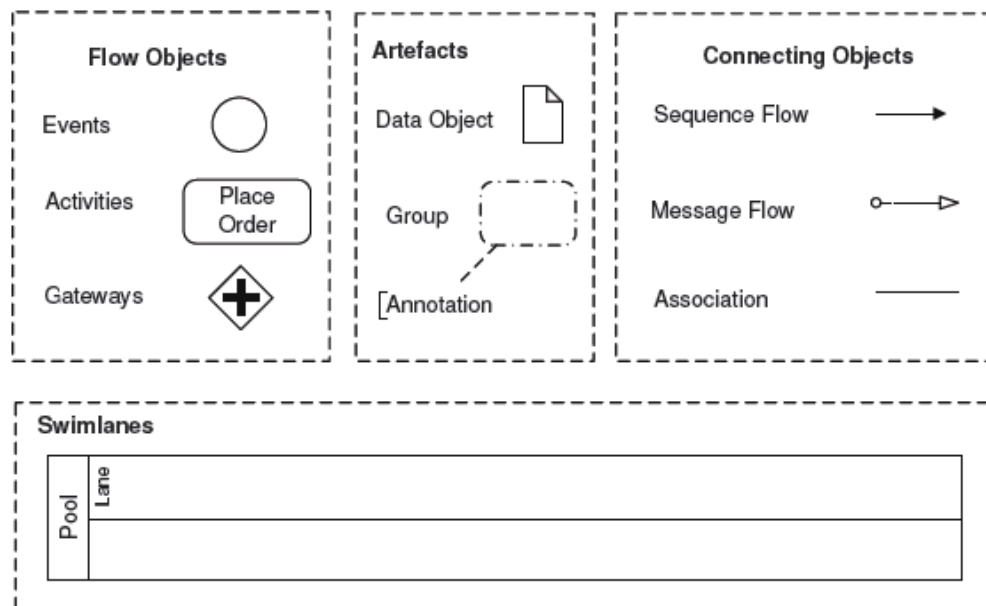 Flow Objects
Events
Activities
Place
Order
Gateways
Artefacts
Data Object
Group
[Annotation
Connecting Objects
Sequence Flow
Message Flow
Association
Swimlanes
Pool
Lane